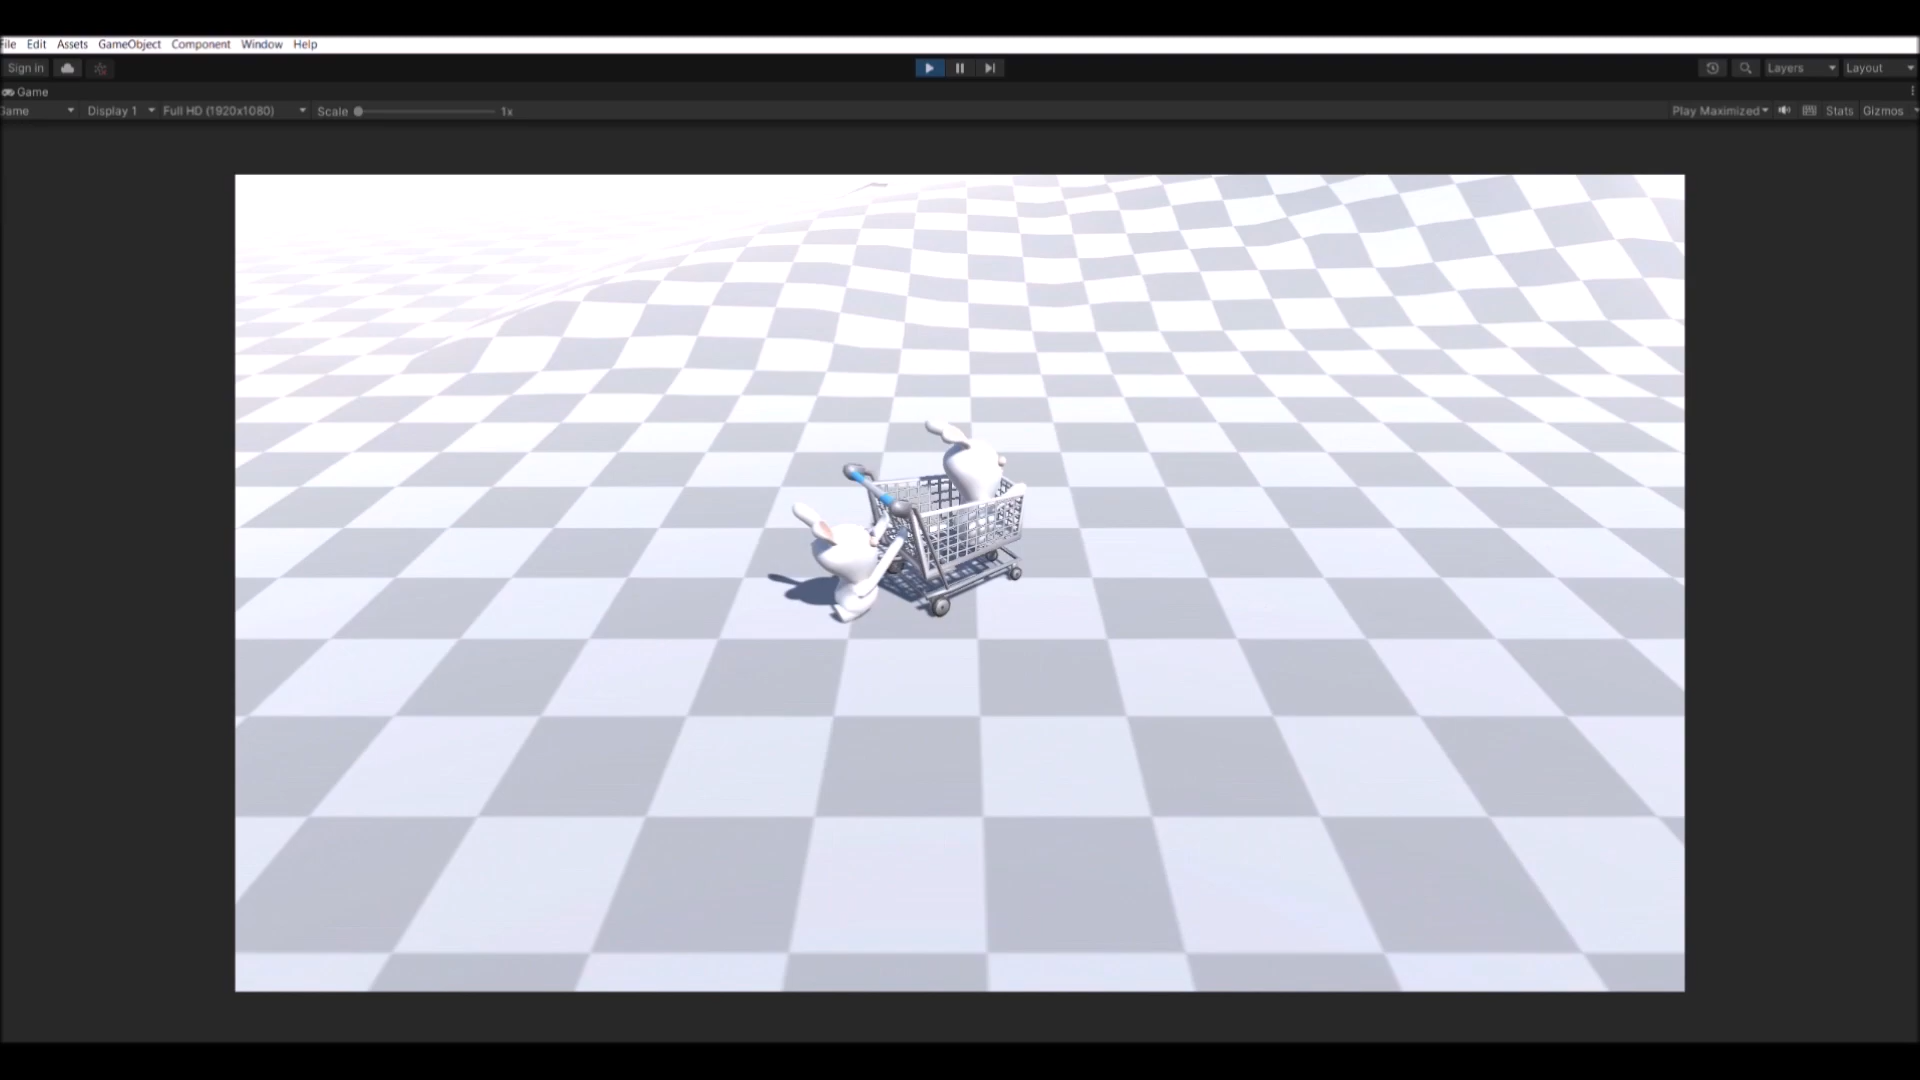 File Edit Assets GameObject Component Window Help
Sign in Layers Layout
Game
Game Display 1 Full HD (1920x1080) Scale 1x Play Maximized Stats Gizmos